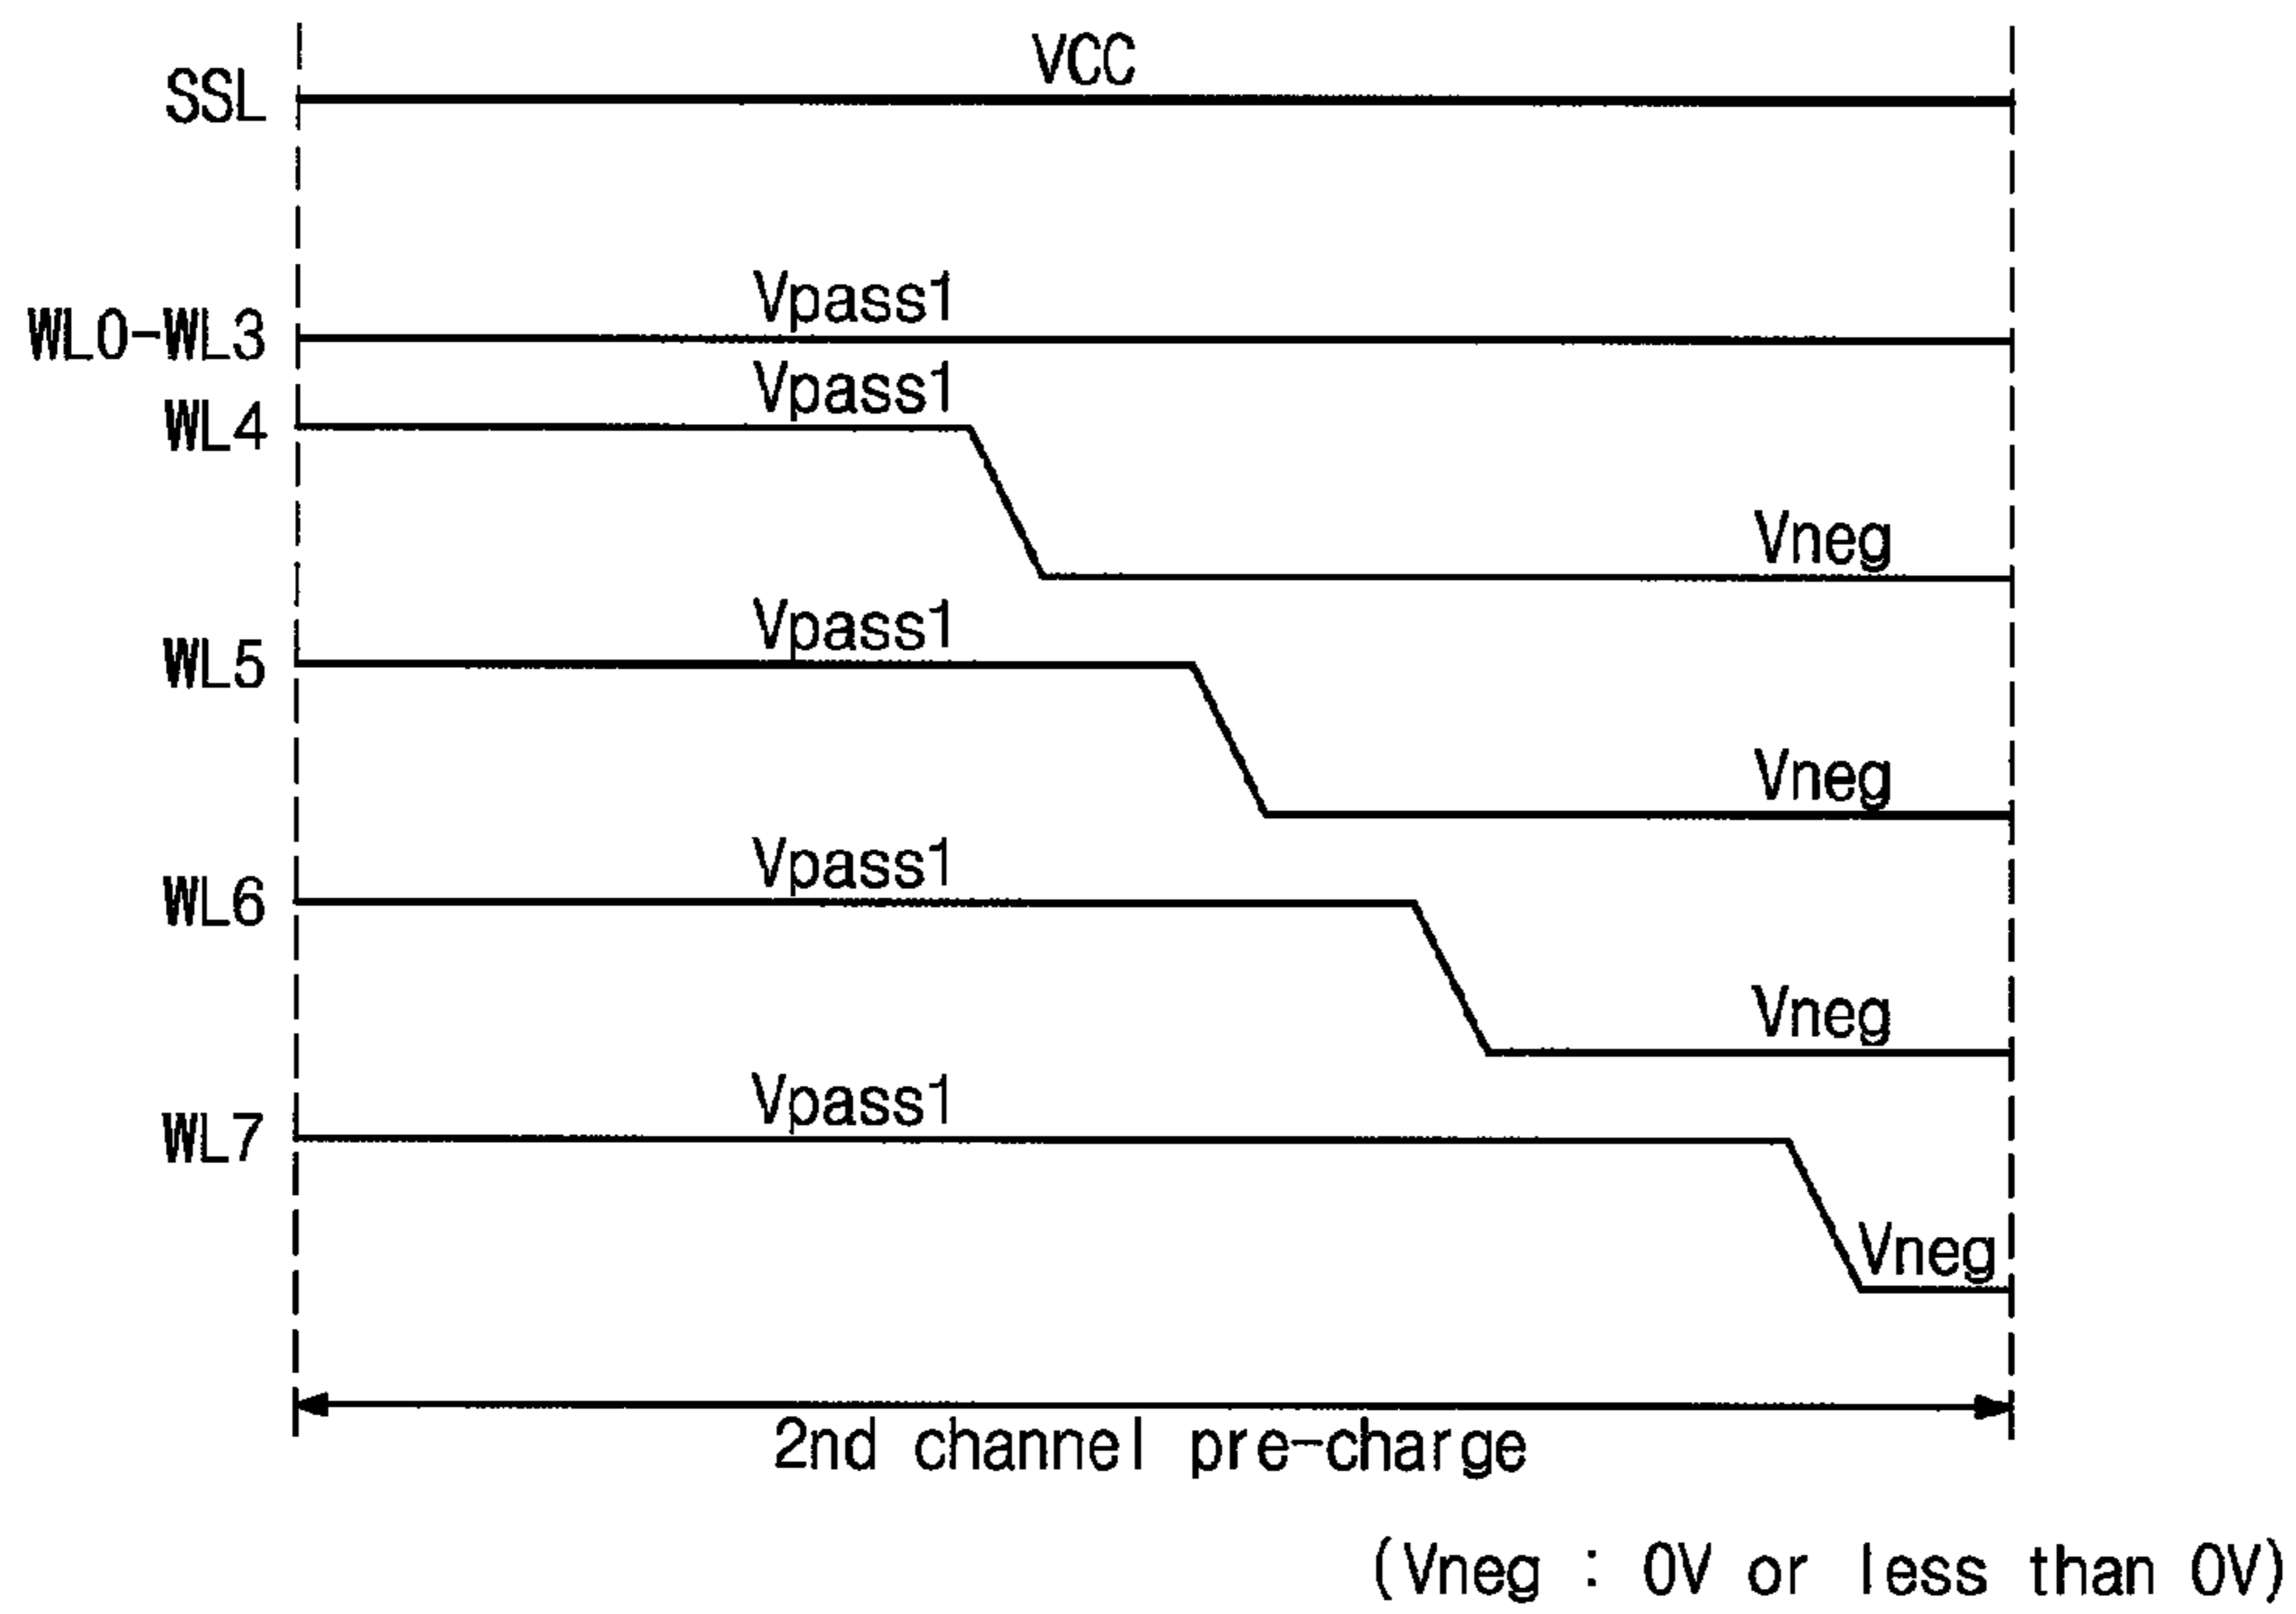 VCC
SSL
Vpass1
WL0-WL3
Vpass1
WL4
Vneg
Vpass1
WL5
Vneg
Vpass1
WL6
Vneg
Vpass1
WL7
Vneg
2nd channel pre-charge
(Vneg : 0V or less than 0V)